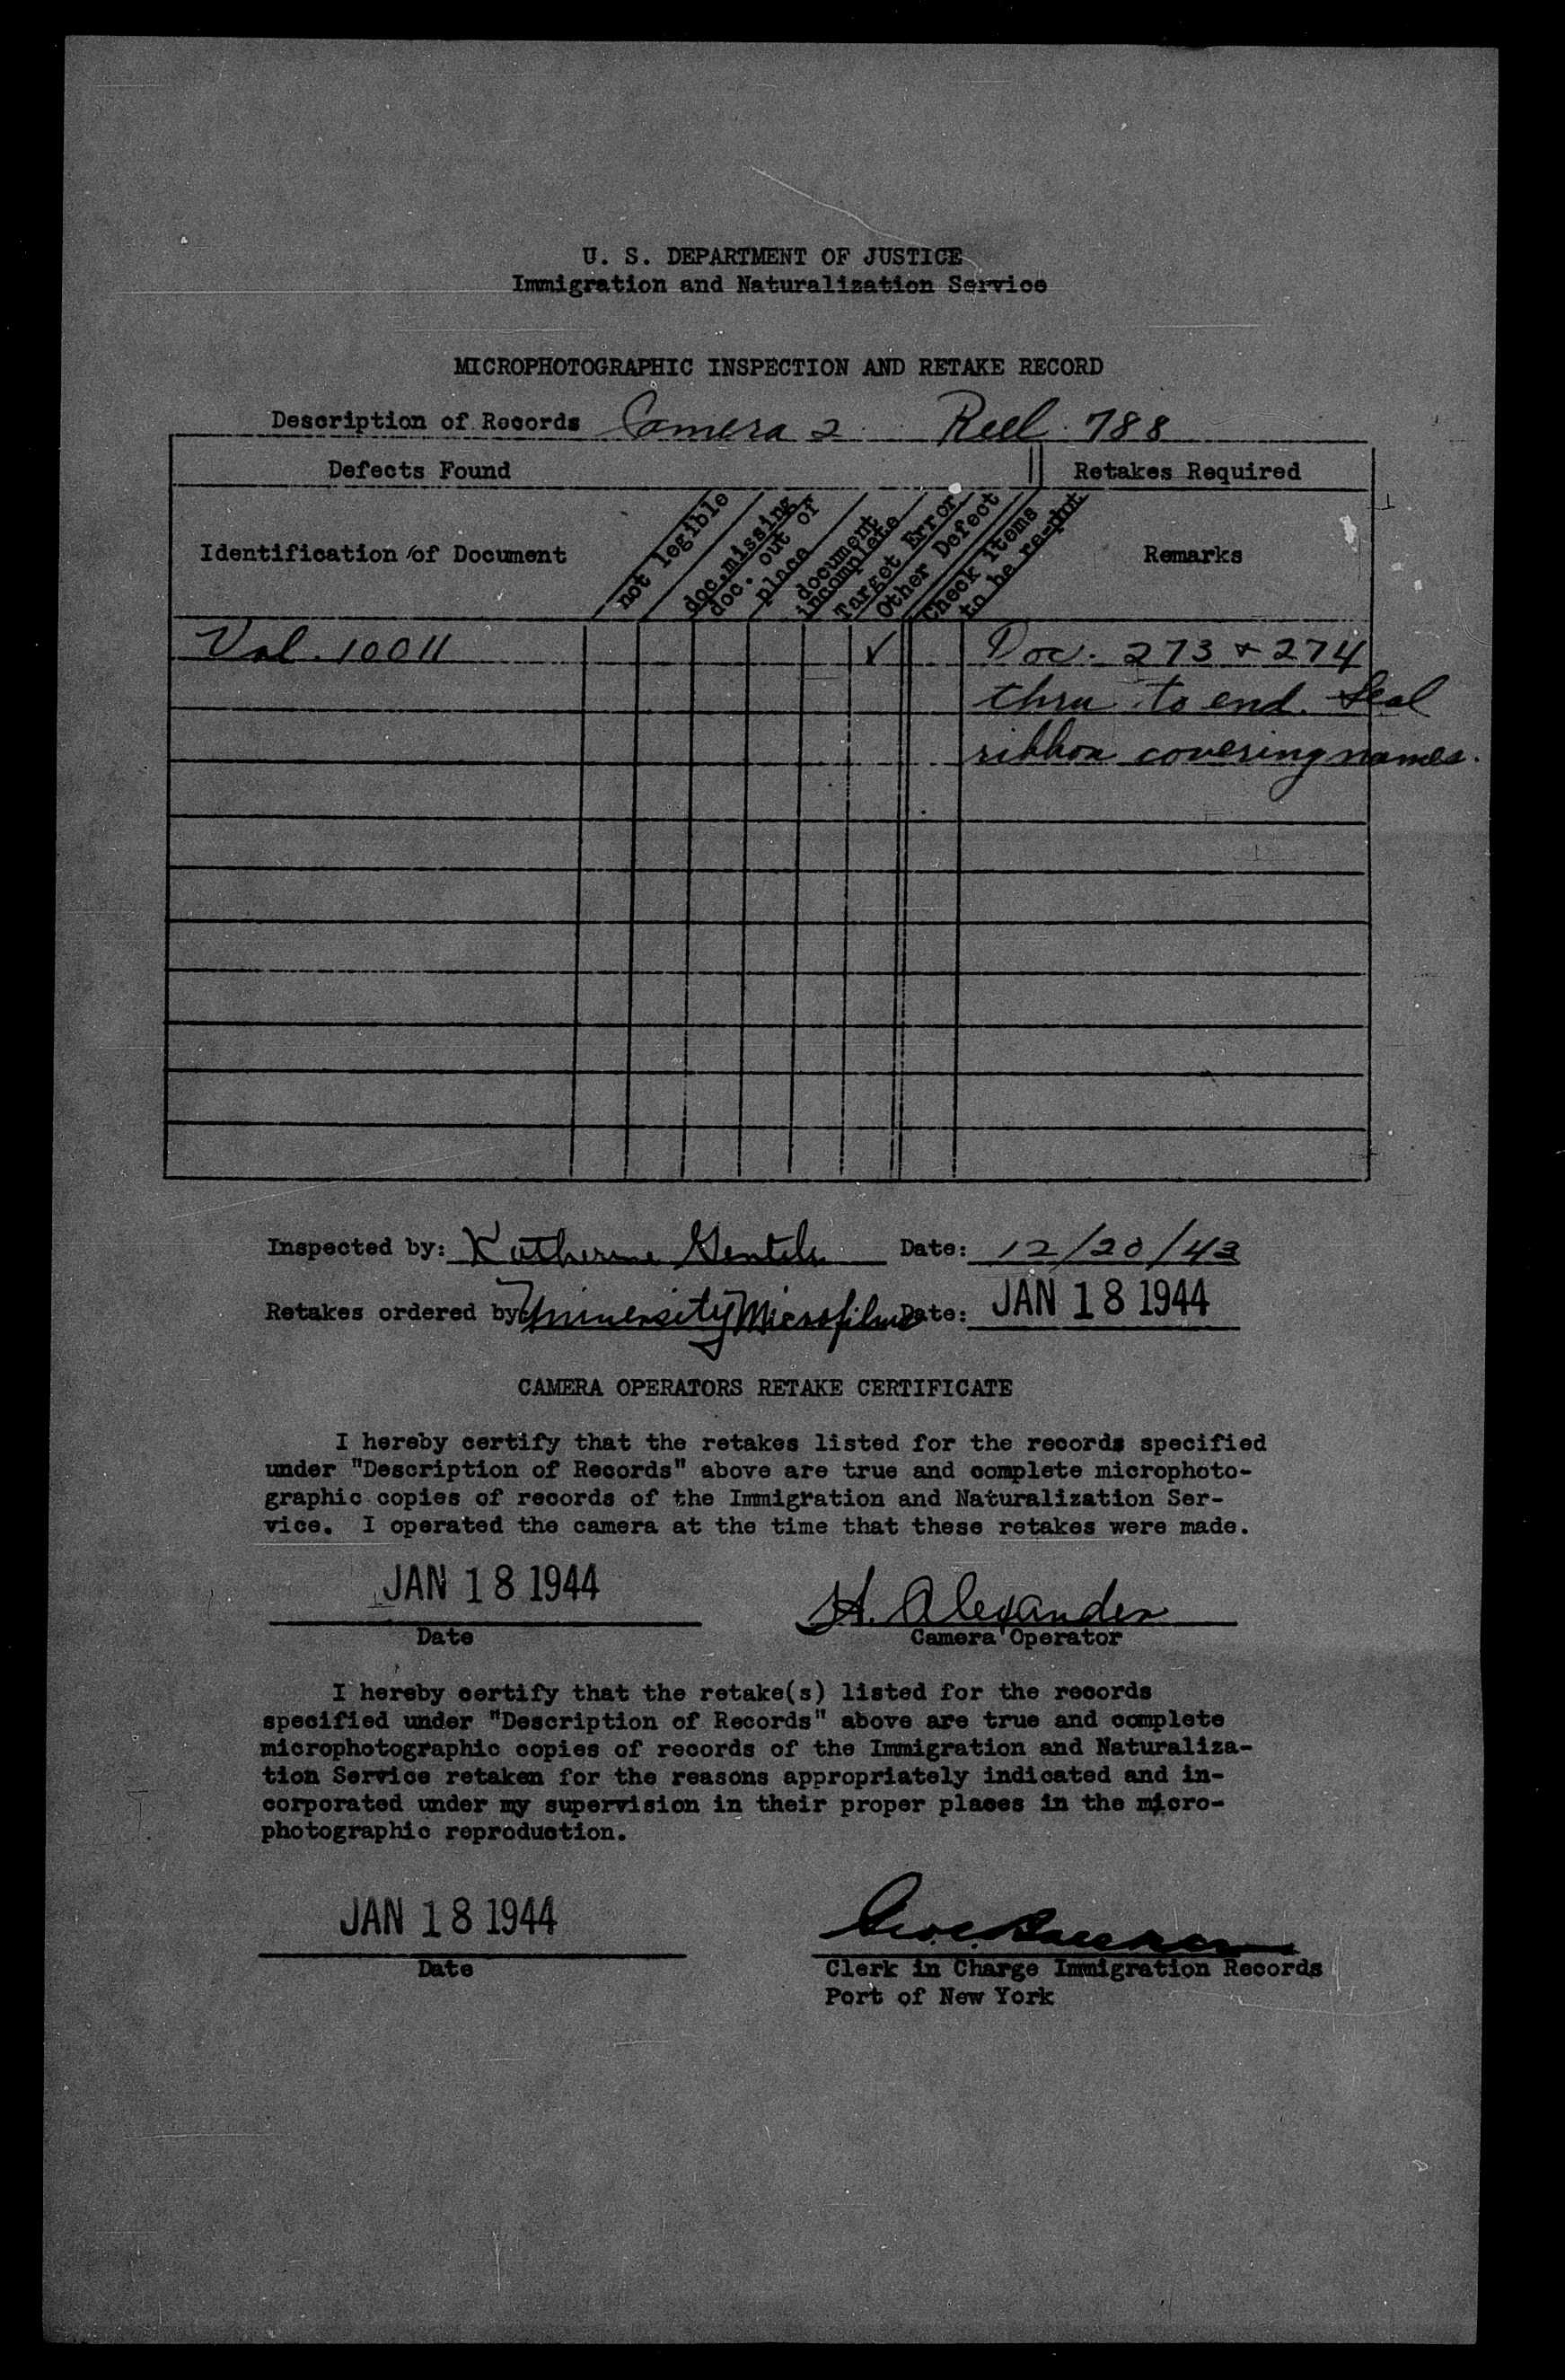 U. S. DEPARTMENT OF JUSTICE
Immigration and Naturalization Service
MICROPHOTOGRAPHIC INSPECTION AND RETAKE RECORD
Description of Records Camera 2 Reel 788
Defects Found Retakes Required
Identification of Document
not legible
doc. missing
doc. out of
place
document
incomplete
Target Error
Other Defect
Check items
to be re-phot
Remarks
Vol. 10011 ✓ Doc. 273 & 274
thru to end. Seal
ribbon covering names.
Inspected by: Katherine Date: 12/20/43
Retakes ordered by: University Microfilms Date: JAN 18 1944
CAMERA OPERATORS RETAKE CERTIFICATE
I hereby certify that the retakes listed for the records specified
under "Description of Records" above are true and complete microphoto-
graphic copies of records of the Immigration and Naturalization Ser-
vice. I operated the camera at the time that these retakes were made.
JAN 18 1944 H. Alexander
Date Camera Operator
I hereby certify that the retake(s) listed for the records
specified under "Description of Records" above are true and complete
microphotographic copies of records of the Immigration and Naturaliza-
tion Service retaken for the reasons appropriately indicated and in-
corporated under my supervision in their proper places in the micro-
photographic reproduction.
JAN 18 1944
Date Clerk in Charge Immigration Records
Port of New York